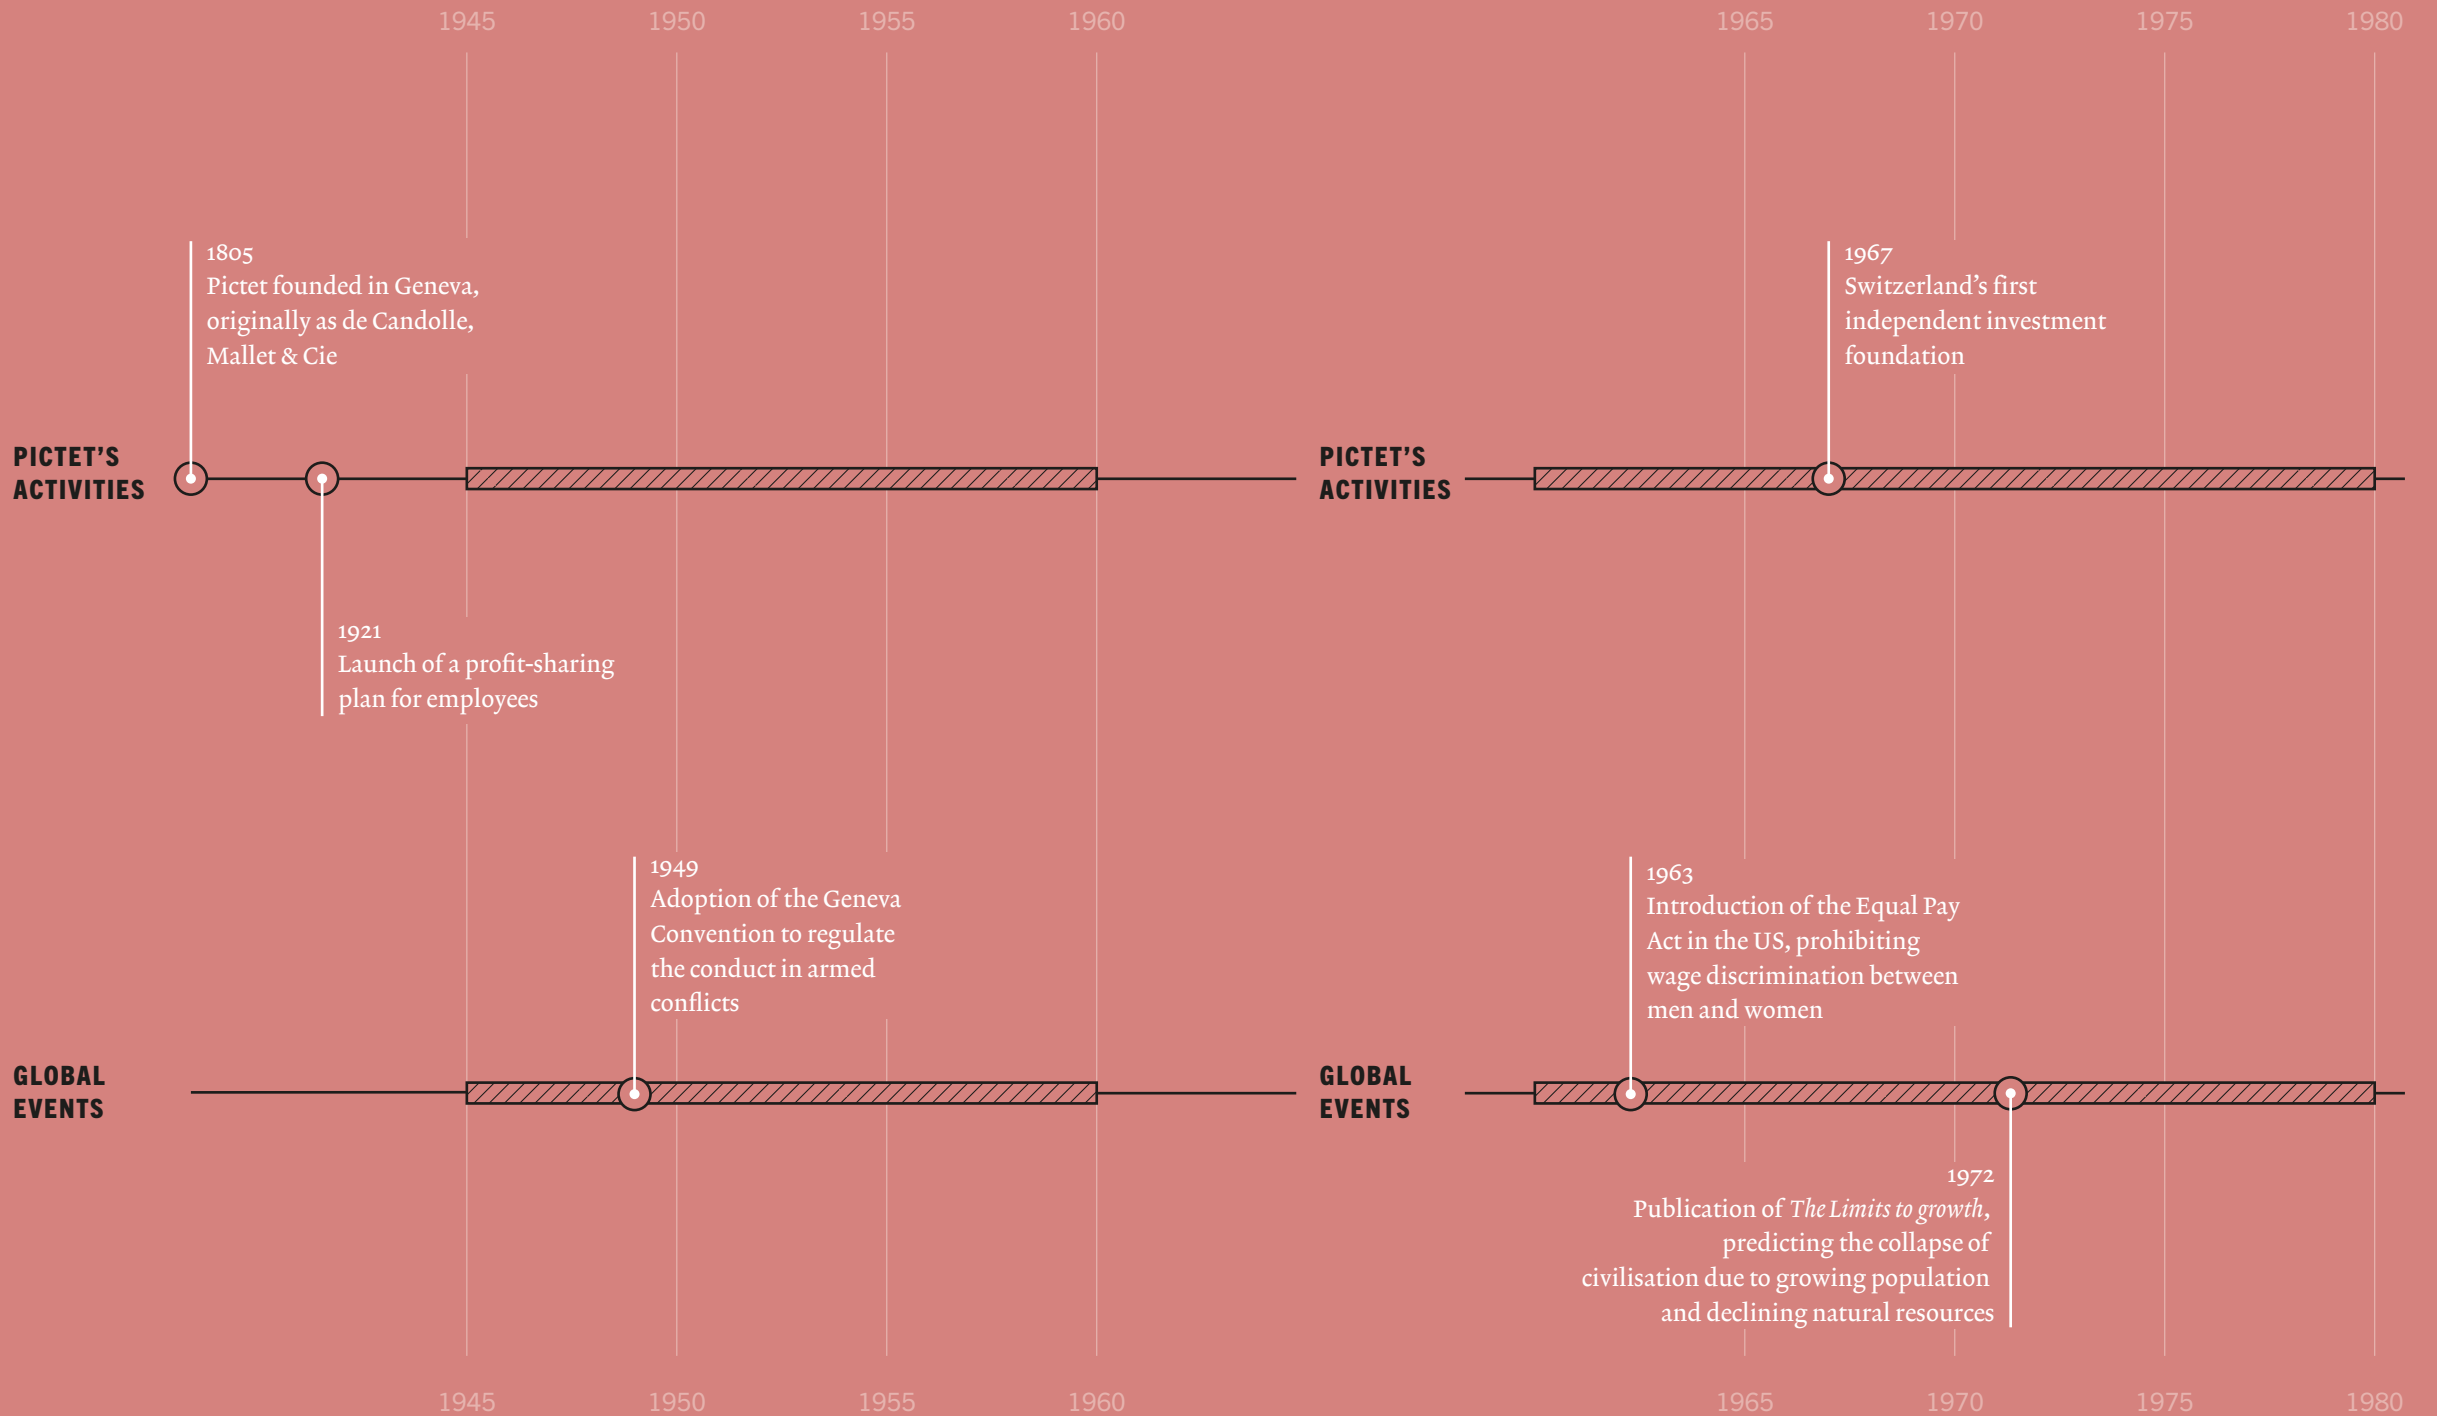 1945 1950 1955 1960 1965 1970 1975 1980
1805
Pictet founded in Geneva,
originally as de Candolle,
Mallet & Cie
PICTET’S
ACTIVITIES
1921
Launch of a profit-sharing
plan for employees
1949
Adoption of the Geneva
Convention to regulate
the conduct in armed
conflicts
GLOBAL
EVENTS
1967
Switzerland’s first
independent investment
foundation
PICTET’S
ACTIVITIES
1963
Introduction of the Equal Pay
Act in the US, prohibiting
wage discrimination between
men and women
GLOBAL
EVENTS
1972
Publication of The Limits to growth,
predicting the collapse of
civilisation due to growing population
and declining natural resources
1945 1950 1955 1960 1965 1970 1975 1980